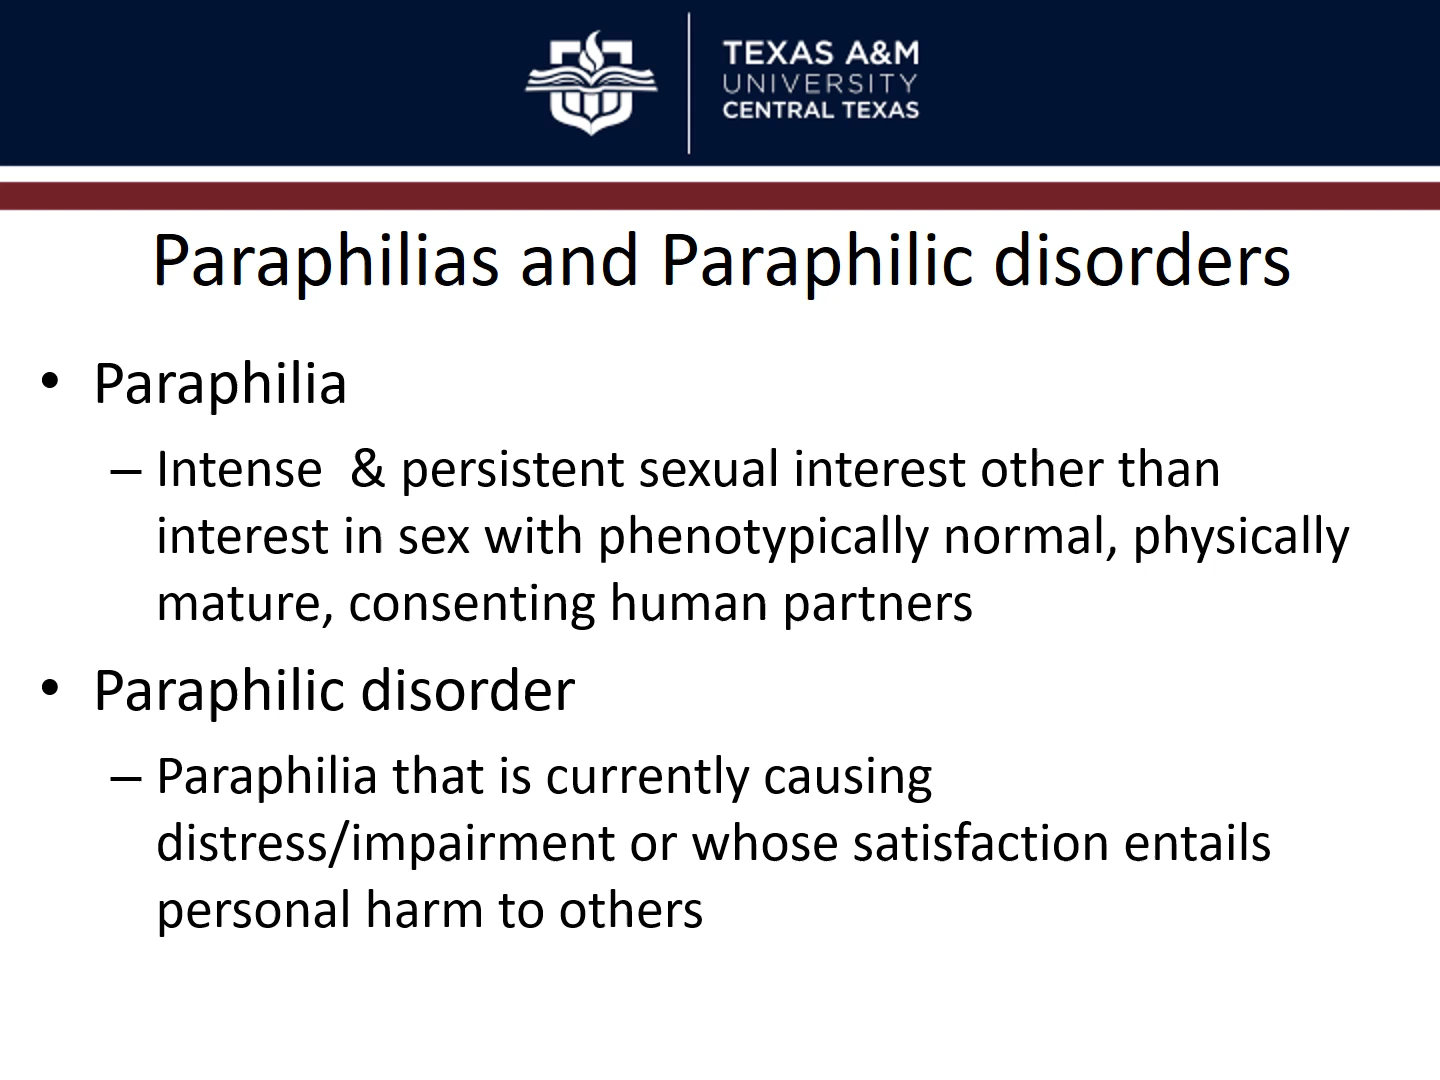 TEXAS A&M
UNIVERSITY
CENTRAL TEXAS
Paraphilias and Paraphilic disorders
• Paraphilia
– Intense  & persistent sexual interest other than
interest in sex with phenotypically normal, physically
mature, consenting human partners
• Paraphilic disorder
– Paraphilia that is currently causing
distress/impairment or whose satisfaction entails
personal harm to others